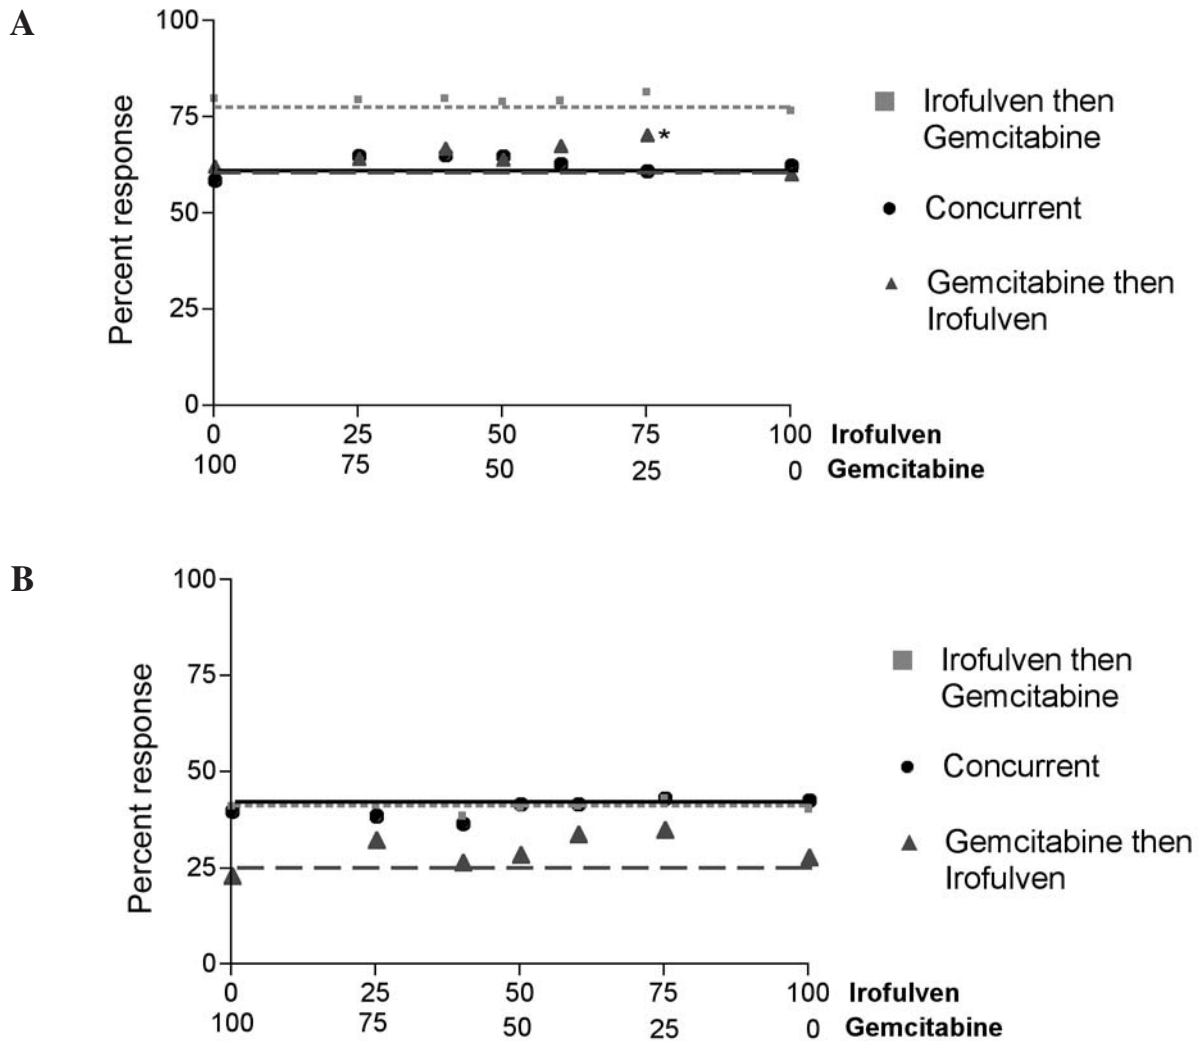 A
100
75
50
25
0
Percent response
0 25 50 75 100 Irofulven
100 75 50 25 0 Gemcitabine
*
Irofulven then
Gemcitabine
Concurrent
Gemcitabine then
Irofulven
B
100
75
50
25
0
Percent response
0 25 50 75 100 Irofulven
100 75 50 25 0 Gemcitabine
Irofulven then
Gemcitabine
Concurrent
Gemcitabine then
Irofulven